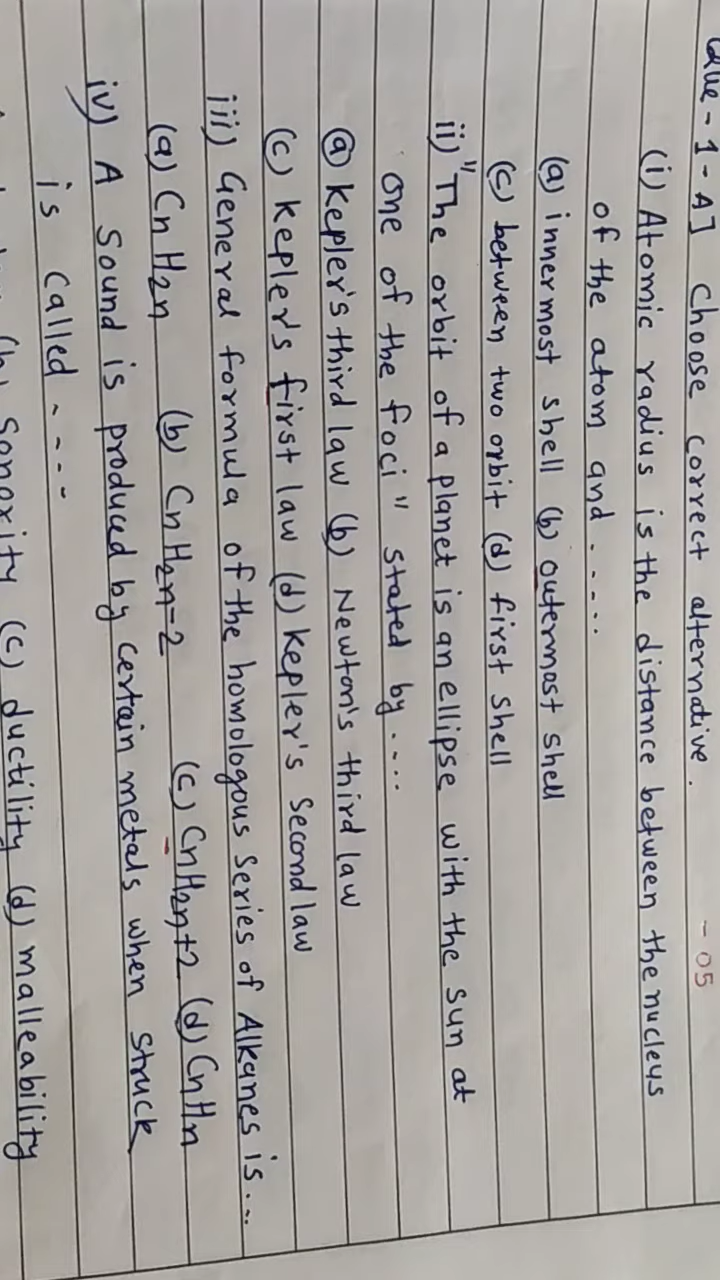 Que - 1 - A] Choose correct alternative. - 05
(i) Atomic radius is the distance between the nucleus
of the atom and.....
(a) innermost shell (b) outermost shell
(c) between two orbit (d) first shell
ii) "The orbit of a planet is an ellipse with the sun at
one of the foci" stated by....
(a) kepler's third law (b) Newton's third law
(c) kepler's first law (d) kepler's second law
iii) General formula of the homologous series of Alkanes is...
(a) CnH2n (b) CnH2n-2 (c) CnH2n+2 (d) CnHn
iv) A sound is produced by certain metals when struck
is called ----
(b) Sonority (c) ductility (d) malleability